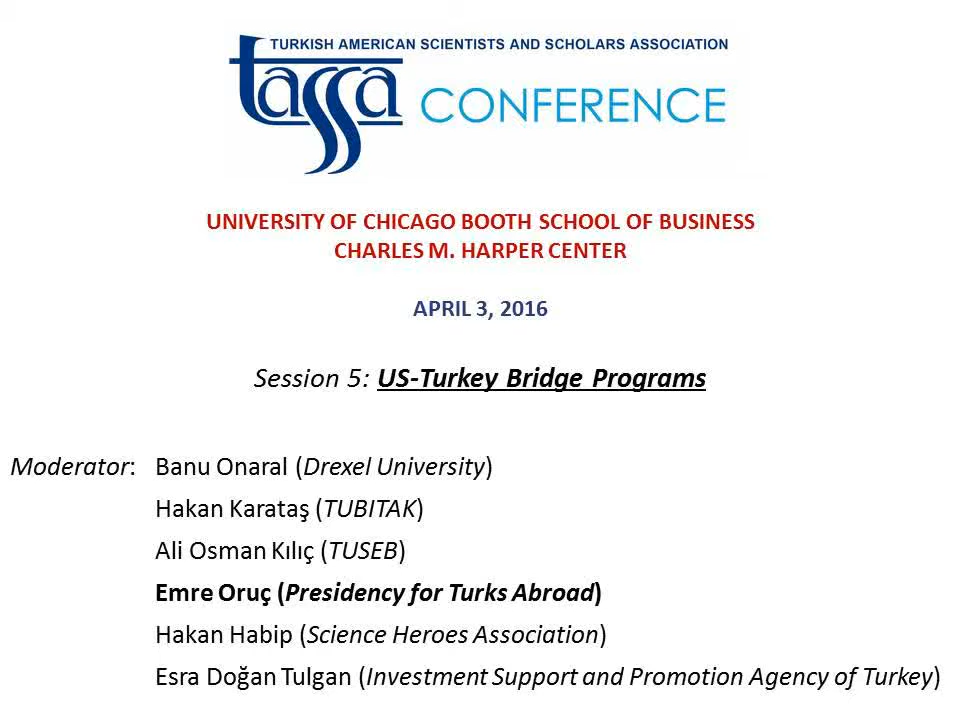 TURKISH AMERICAN SCIENTISTS AND SCHOLARS ASSOCIATION
tassa CONFERENCE
UNIVERSITY OF CHICAGO BOOTH SCHOOL OF BUSINESS
CHARLES M. HARPER CENTER
APRIL 3, 2016
Session 5: US-Turkey Bridge Programs
Moderator: Banu Onaral (Drexel University)
Hakan Karataş (TUBITAK)
Ali Osman Kılıç (TUSEB)
Emre Oruç (Presidency for Turks Abroad)
Hakan Habip (Science Heroes Association)
Esra Doğan Tulgan (Investment Support and Promotion Agency of Turkey)